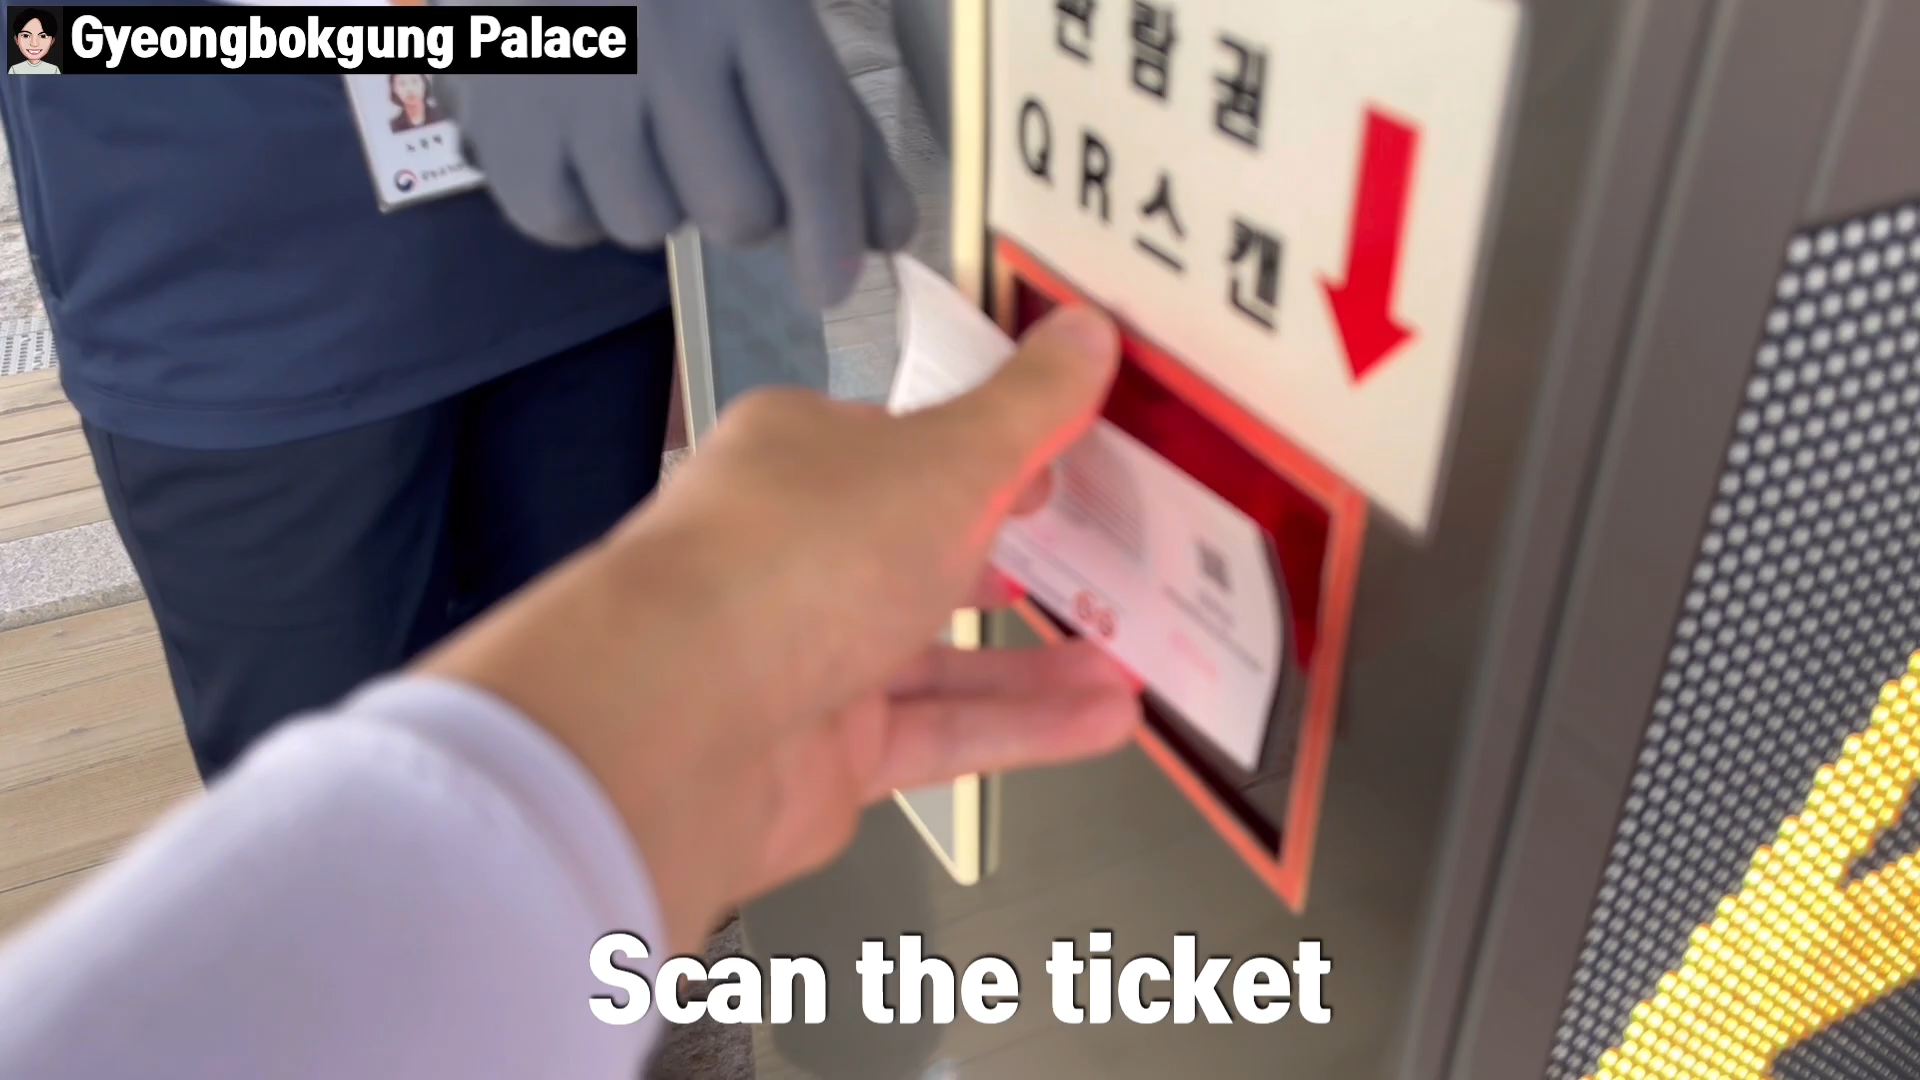 Gyeongbokgung Palace
관람권
QR스캔
Scan the ticket